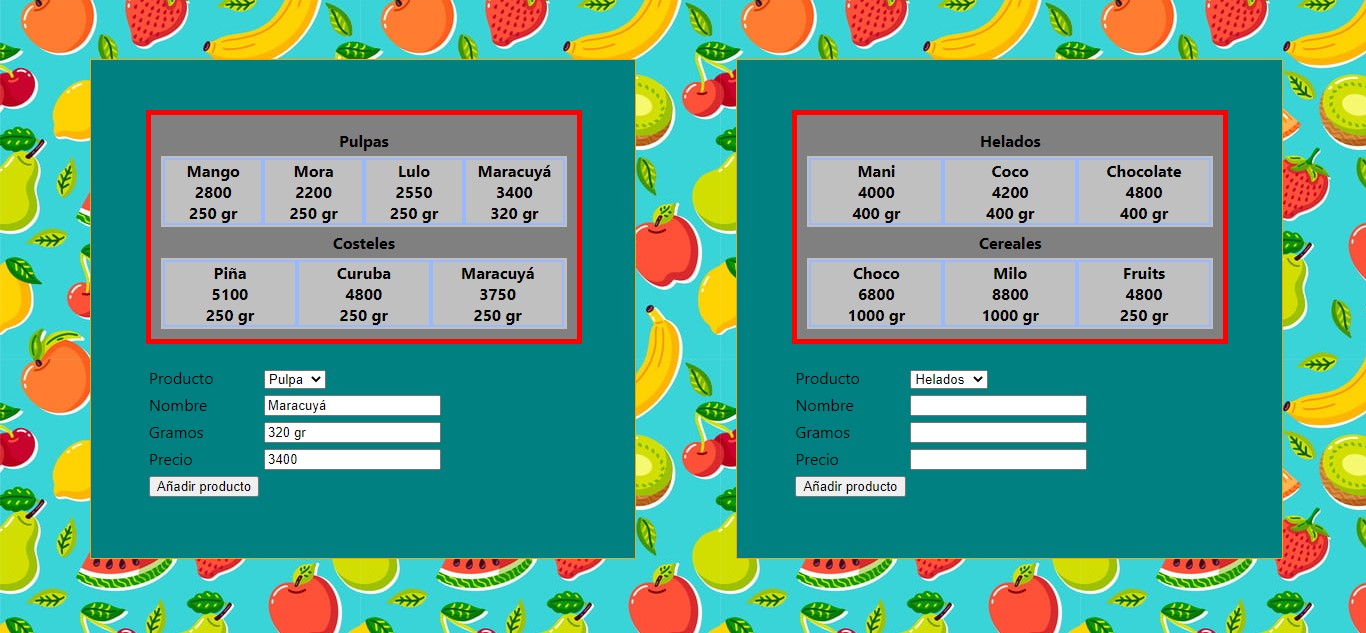 Pulpas
Mango Mora Lulo Maracuyá
2800 2200 2550 3400
250 gr 250 gr 250 gr 320 gr
Costeles
Piña Curuba Maracuyá
5100 4800 3750
250 gr 250 gr 250 gr
Producto Pulpa
Nombre Maracuyá
Gramos 320 gr
Precio 3400
Añadir producto
Helados
Mani Coco Chocolate
4000 4200 4800
400 gr 400 gr 400 gr
Cereales
Choco Milo Fruits
6800 8800 4800
1000 gr 1000 gr 250 gr
Producto Helados
Nombre
Gramos
Precio
Añadir producto